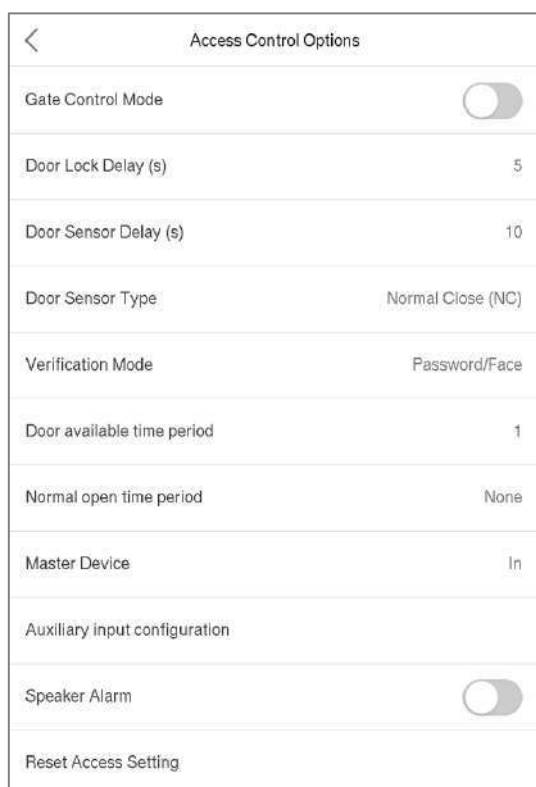 Access Control Options
Gate Control Mode
Door Lock Delay (s) 5
Door Sensor Delay (s) 10
Door Sensor Type Normal Close (NC)
Verification Mode Password/Face
Door available time period 1
Normal open time period None
Master Device In
Auxiliary input configuration
Speaker Alarm
Reset Access Setting